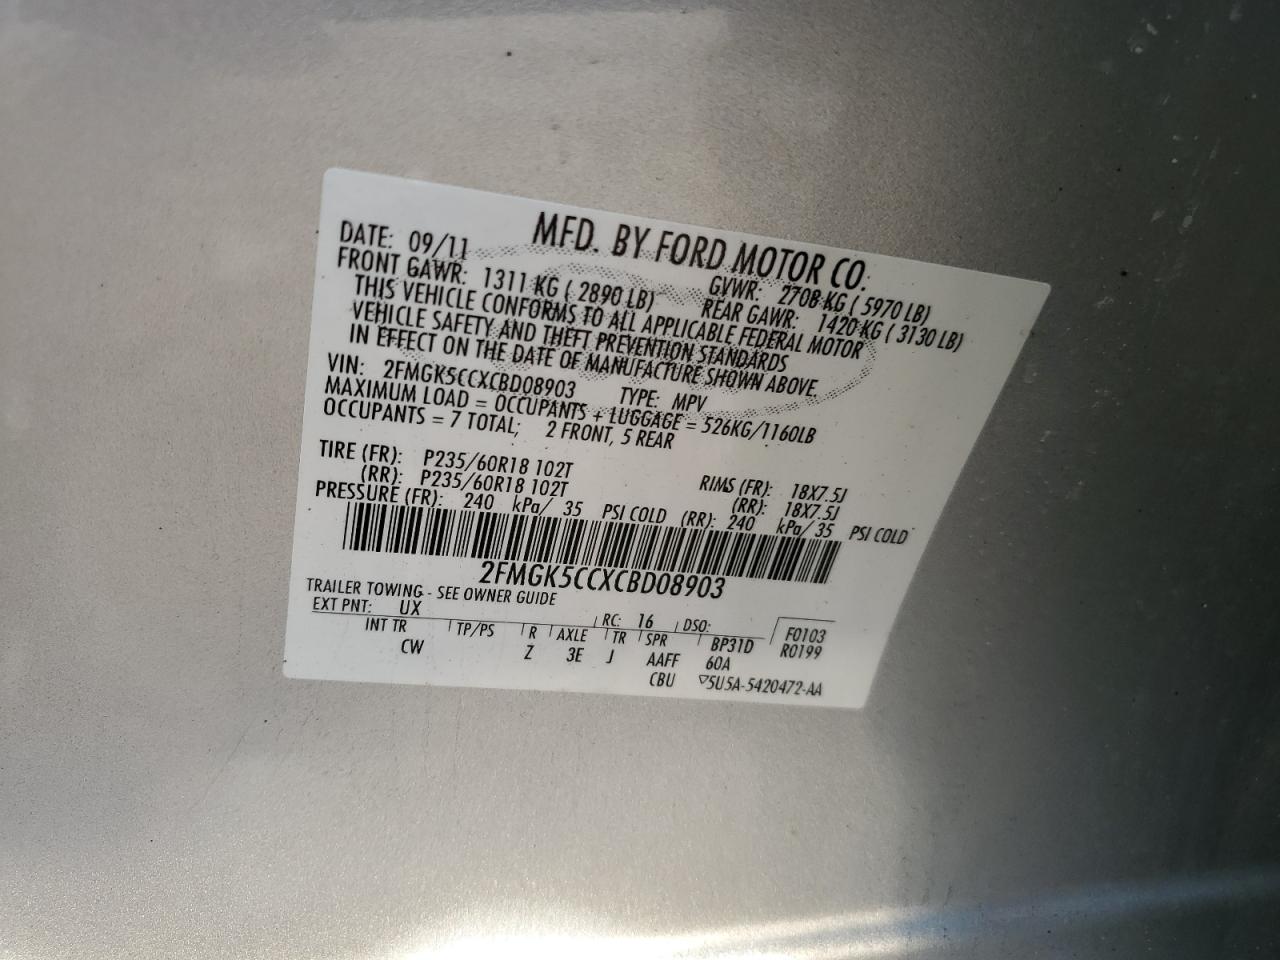 MFD. BY FORD MOTOR CO.
DATE: 09/11 GVWR: 2708 KG ( 5970 LB)
FRONT GAWR: 1311 KG ( 2890 LB) REAR GAWR: 1420 KG ( 3130 LB)
THIS VEHICLE CONFORMS TO ALL APPLICABLE FEDERAL MOTOR
VEHICLE SAFETY AND THEFT PREVENTION STANDARDS
IN EFFECT ON THE DATE OF MANUFACTURE SHOWN ABOVE.
VIN: 2FMGK5CCXCBD08903 TYPE: MPV
MAXIMUM LOAD = OCCUPANTS + LUGGAGE = 526KG/1160LB
OCCUPANTS = 7 TOTAL; 2 FRONT, 5 REAR
TIRE (FR): P235/60R18 102T RIMS (FR): 18X7.5J
(RR): P235/60R18 102T (RR): 18X7.5J
PRESSURE (FR): 240 kPa/ 35 PSI COLD (RR): 240 kPa/ 35 PSI COLD
2FMGK5CCXCBD08903
TRAILER TOWING - SEE OWNER GUIDE
EXT PNT: UX RC: 16 DSO: F0103
INT TR TP/PS R AXLE TR SPR BP31D R0199
CW Z 3E J AAFF 60A
CBU ▽5U5A-5420472-AA